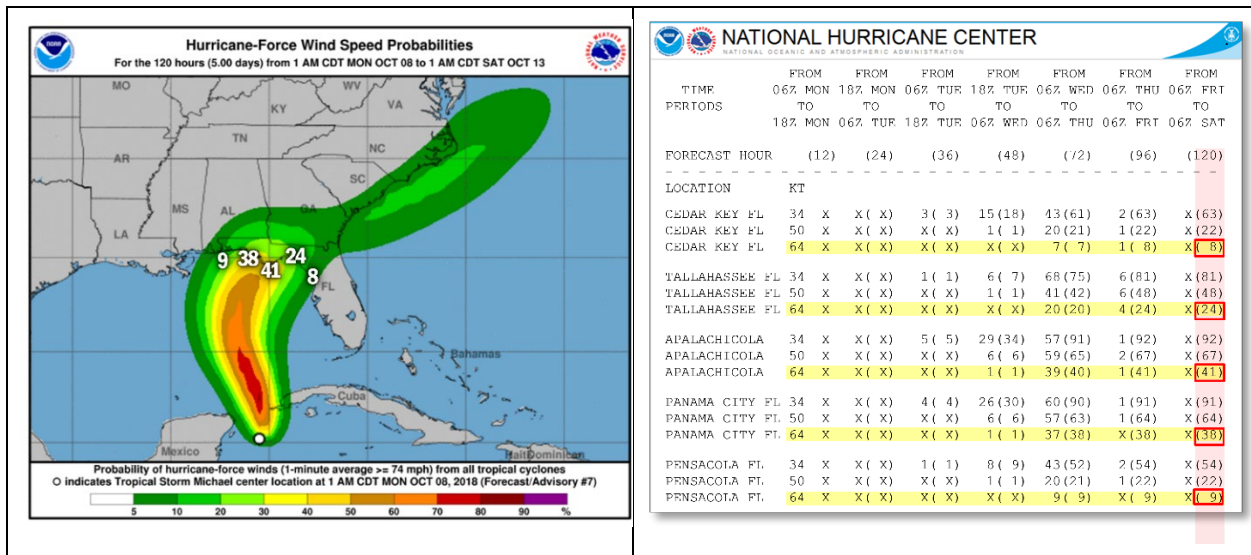 NOAA
Hurricane-Force Wind Speed Probabilities
For the 120 hours (5.00 days) from 1 AM CDT MON OCT 08 to 1 AM CDT SAT OCT 13
MO
WV
KY
VA
TN
NC
AR
SC
MS
AL
GA
LA
9 38 41 24 8
FL
Bahamas
Cuba
Mexico
Haiti
Dominican
Probability of hurricane-force winds (1-minute average >= 74 mph) from all tropical cyclones
O indicates Tropical Storm Michael center location at 1 AM CDT MON OCT 08, 2018 (Forecast/Advisory #7)
5 10 20 30 40 50 60 70 80 90 %
NATIONAL HURRICANE CENTER
NATIONAL OCEANIC AND ATMOSPHERIC ADMINISTRATION
FROM FROM FROM FROM FROM FROM FROM
TIME 06Z MON 18Z MON 06Z TUE 18Z TUE 06Z WED 06Z THU 06Z FRI
PERIODS TO TO TO TO TO TO TO
18Z MON 06Z TUE 18Z TUE 06Z WED 06Z THU 06Z FRI 06Z SAT
FORECAST HOUR (12) (24) (36) (48) (72) (96) (120)
- - - - - - - - - - - - - - - - - - - - - - - - - - - - - - - - - - -
LOCATION KT
CEDAR KEY FL 34 X X( X) 3( 3) 15(18) 43(61) 2(63) X(63)
CEDAR KEY FL 50 X X( X) X( X) 1( 1) 20(21) 1(22) X(22)
CEDAR KEY FL 64 X X( X) X( X) X( X) 7( 7) 1( 8) X( 8)
TALLAHASSEE FL 34 X X( X) 1( 1) 6( 7) 68(75) 6(81) X(81)
TALLAHASSEE FL 50 X X( X) X( X) 1( 1) 41(42) 6(48) X(48)
TALLAHASSEE FL 64 X X( X) X( X) X( X) 20(20) 4(24) X(24)
APALACHICOLA 34 X X( X) 5( 5) 29(34) 57(91) 1(92) X(92)
APALACHICOLA 50 X X( X) X( X) 6( 6) 59(65) 2(67) X(67)
APALACHICOLA 64 X X( X) X( X) 1( 1) 39(40) 1(41) X(41)
PANAMA CITY FL 34 X X( X) 4( 4) 26(30) 60(90) 1(91) X(91)
PANAMA CITY FL 50 X X( X) X( X) 6( 6) 57(63) 1(64) X(64)
PANAMA CITY FL 64 X X( X) X( X) 1( 1) 37(38) X(38) X(38)
PENSACOLA FL 34 X X( X) 1( 1) 8( 9) 43(52) 2(54) X(54)
PENSACOLA FL 50 X X( X) X( X) 1( 1) 20(21) 1(22) X(22)
PENSACOLA FL 64 X X( X) X( X) X( X) 9( 9) X( 9) X( 9)